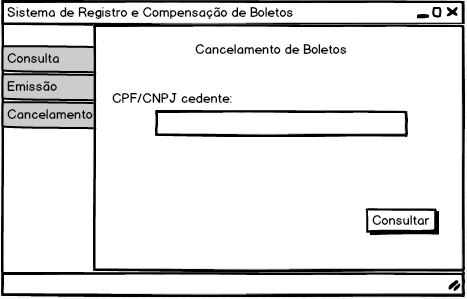 Sistema de Registro e Compensação de Boletos
Cancelamento de Boletos
Consulta
Emissão
CPF/CNPJ cedente:
Cancelamento
Consultar